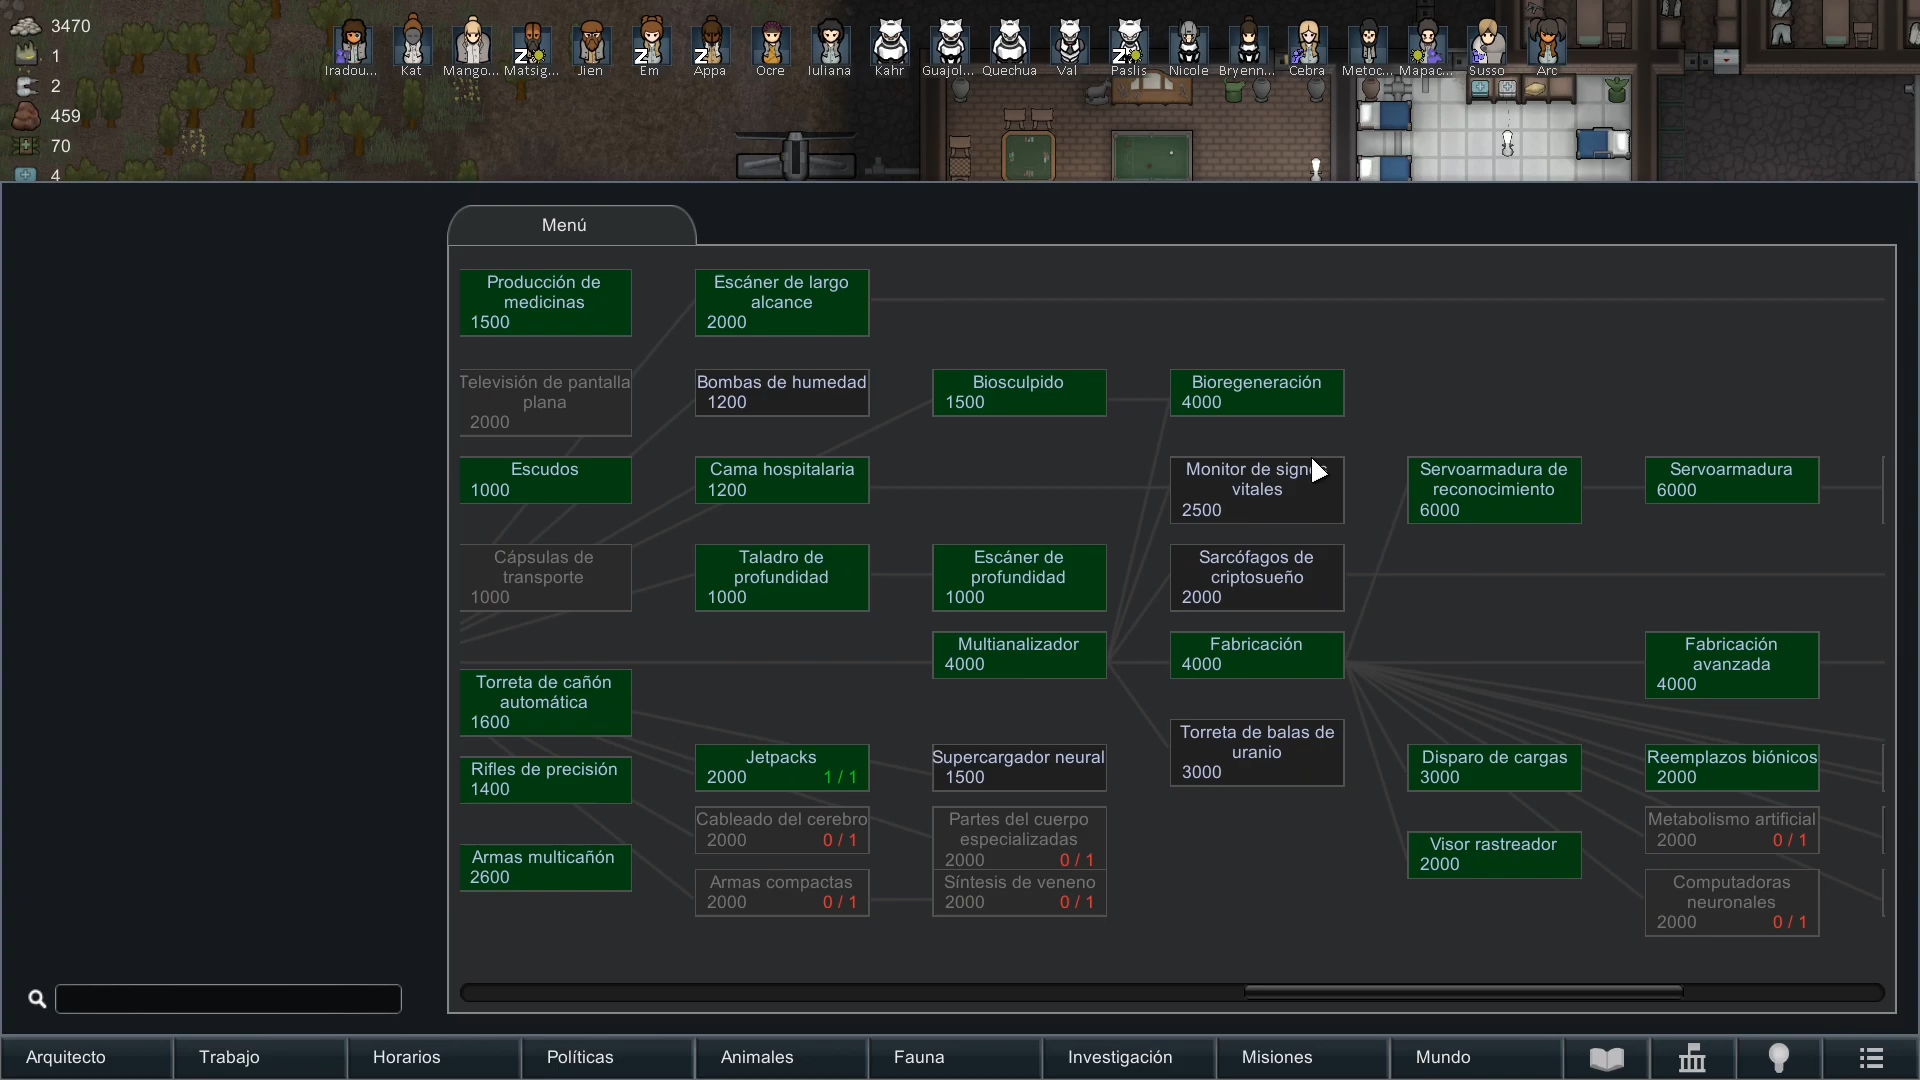 3470
1
2
459
70
4
Iradou...
Kat
Mango...
Matsig...
Jien
Em
Appa
Ocre
Iuliana
Kahr
Guajol...
Quechua
Val
Paslis
Nicole
Bryenn...
Cebra
Metoc...
Mapac...
Susso
Arc
Menú
Producción de
medicinas
1500
Escáner de largo
alcance
2000
Televisión de pantalla
plana
2000
Bombas de humedad
1200
Biosculpido
1500
Bioregeneración
4000
Escudos
1000
Cama hospitalaria
1200
Monitor de signos
vitales
2500
Servoarmadura de
reconocimiento
6000
Servoarmadura
6000
Cápsulas de
transporte
1000
Taladro de
profundidad
1000
Escáner de
profundidad
1000
Sarcófagos de
criptosueño
2000
Multianalizador
4000
Fabricación
4000
Fabricación
avanzada
4000
Torreta de cañón
automática
1600
Torreta de balas de
uranio
3000
Jetpacks
2000 1 / 1
Supercargador neural
1500
Disparo de cargas
3000
Reemplazos biónicos
2000
Rifles de precisión
1400
Cableado del cerebro
2000 0 / 1
Partes del cuerpo
especializadas
2000 0 / 1
Metabolismo artificial
2000 0 / 1
Visor rastreador
2000
Armas multicañón
2600
Armas compactas
2000 0 / 1
Síntesis de veneno
2000 0 / 1
Computadoras
neuronales
2000 0 / 1
Arquitecto
Trabajo
Horarios
Políticas
Animales
Fauna
Investigación
Misiones
Mundo